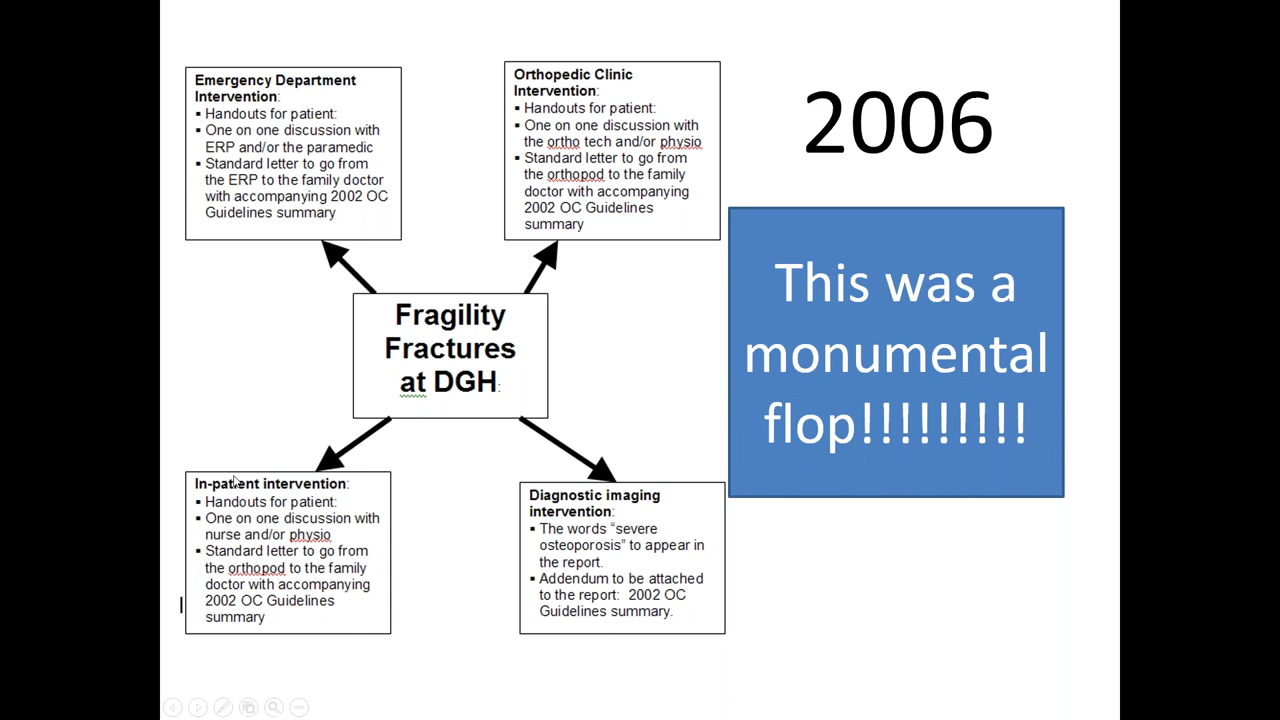 Emergency Department
Intervention:
▪ Handouts for patient:
▪ One on one discussion with
ERP and/or the paramedic
▪ Standard letter to go from
the ERP to the family doctor
with accompanying 2002 OC
Guidelines summary
Orthopedic Clinic
Intervention:
▪ Handouts for patient:
▪ One on one discussion with
the ortho tech and/or physio
▪ Standard letter to go from
the orthopod to the family
doctor with accompanying
2002 OC Guidelines
summary
2006
This was a
monumental
flop!!!!!!!!!
Fragility
Fractures
at DGH:
In-patient intervention:
▪ Handouts for patient:
▪ One on one discussion with
nurse and/or physio
▪ Standard letter to go from
the orthopod to the family
doctor with accompanying
2002 OC Guidelines
summary
Diagnostic imaging
intervention:
▪ The words “severe
osteoporosis” to appear in
the report.
▪ Addendum to be attached
to the report:  2002 OC
Guidelines summary.